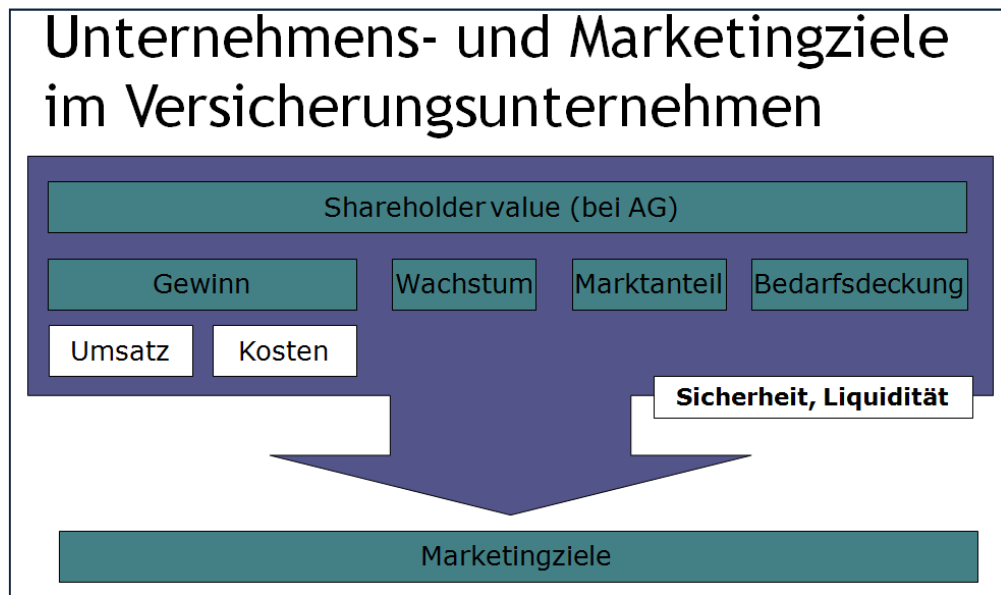 Unternehmens- und Marketingziele
im Versicherungsunternehmen
Shareholder value (bei AG)
Gewinn
Wachstum
Marktanteil
Bedarfsdeckung
Umsatz
Kosten
Sicherheit, Liquidität
Marketingziele